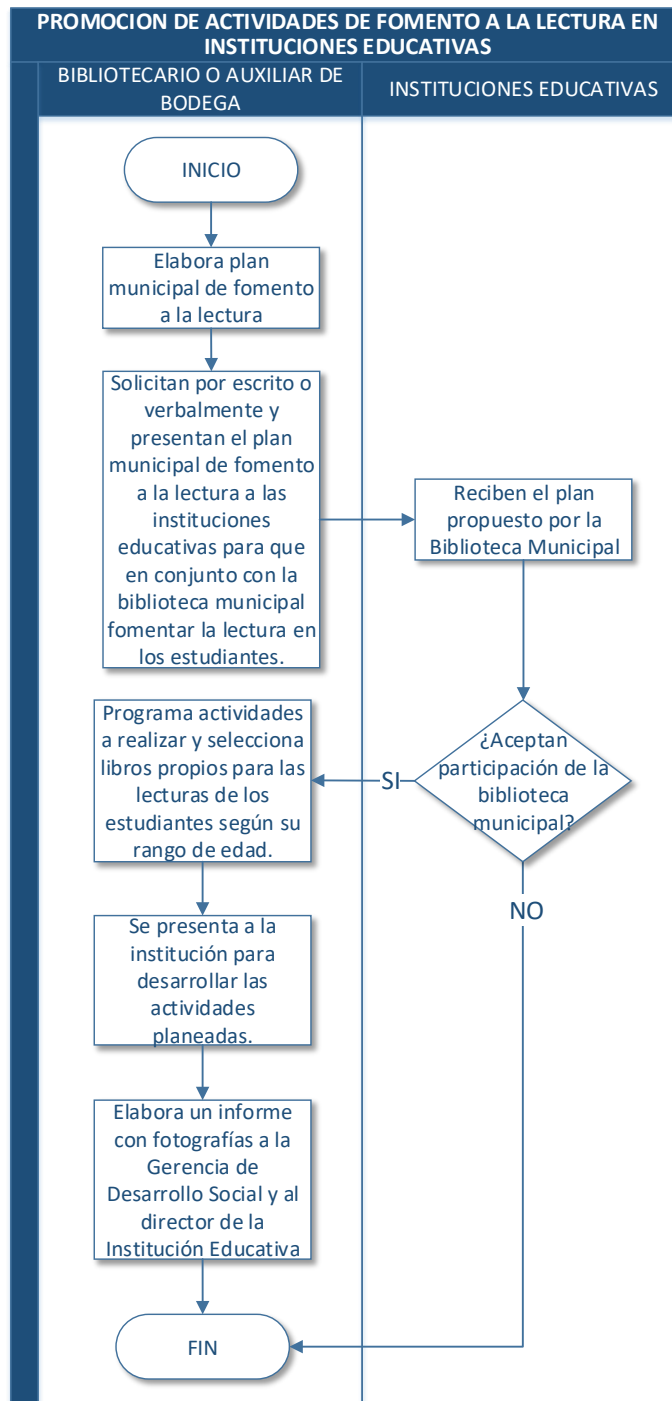 PROMOCION DE ACTIVIDADES DE FOMENTO A LA LECTURA EN
INSTITUCIONES EDUCATIVAS
BIBLIOTECARIO O AUXILIAR DE
BODEGA
INSTITUCIONES EDUCATIVAS
INICIO
Elabora plan
municipal de fomento
a la lectura
Solicitan por escrito o
verbalmente y
presentan el plan
municipal de fomento
a la lectura a las
instituciones
educativas para que
en conjunto con la
biblioteca municipal
fomentar la lectura en
los estudiantes.
Reciben el plan
propuesto por la
Biblioteca Municipal
¿Aceptan
participación de la
biblioteca
municipal?
SI
NO
Programa actividades
a realizar y selecciona
libros propios para las
lecturas de los
estudiantes según su
rango de edad.
Se presenta a la
institución para
desarrollar las
actividades
planeadas.
Elabora un informe
con fotografías a la
Gerencia de
Desarrollo Social y al
director de la
Institución Educativa
FIN